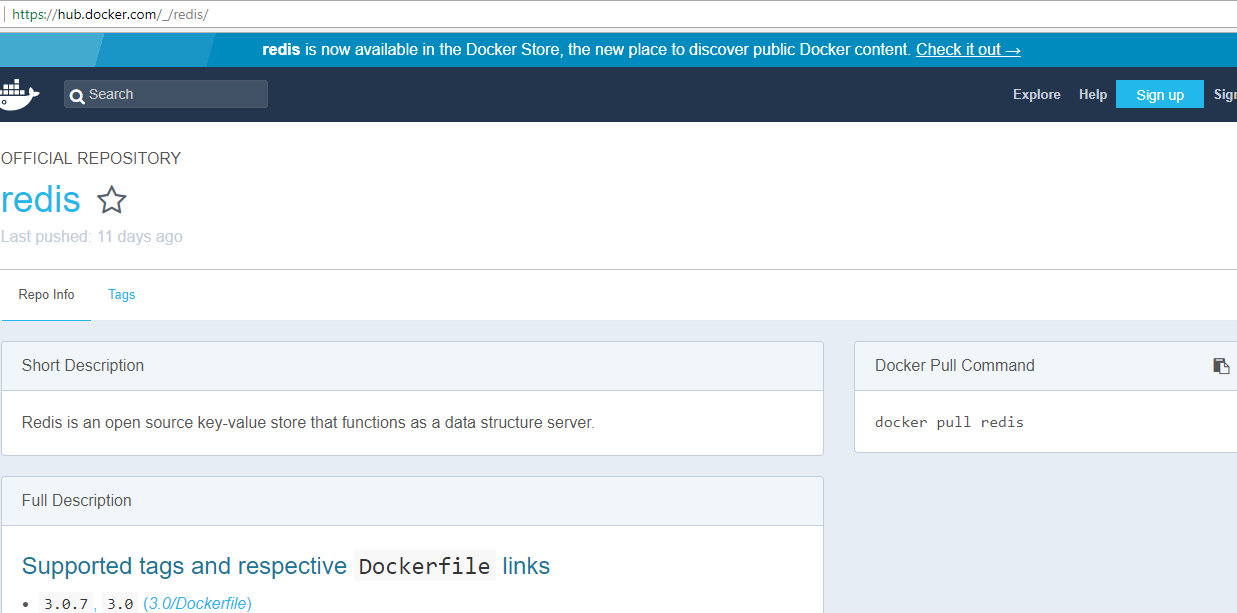 https://hub.docker.com/_/redis/
redis is now available in the Docker Store, the new place to discover public Docker content. Check it out →
Search
Explore Help Sign up
OFFICIAL REPOSITORY
redis
Last pushed: 11 days ago
Repo Info Tags
Short Description
Docker Pull Command
Redis is an open source key-value store that functions as a data structure server.
docker pull redis
Full Description
Supported tags and respective Dockerfile links
• 3.0.7, 3.0 (3.0/Dockerfile)